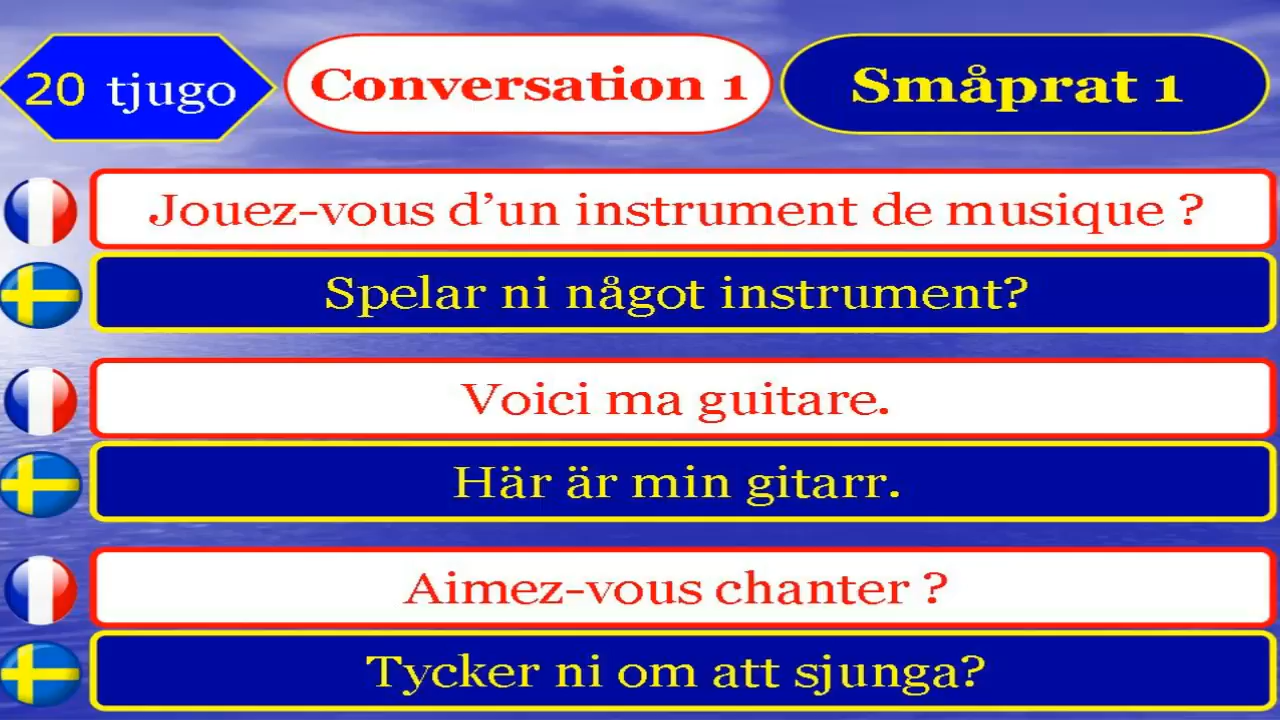 20 tjugo
Conversation 1
Småprat 1
Jouez-vous d’un instrument de musique ?
Spelar ni något instrument?
Voici ma guitare.
Här är min gitarr.
Aimez-vous chanter ?
Tycker ni om att sjunga?